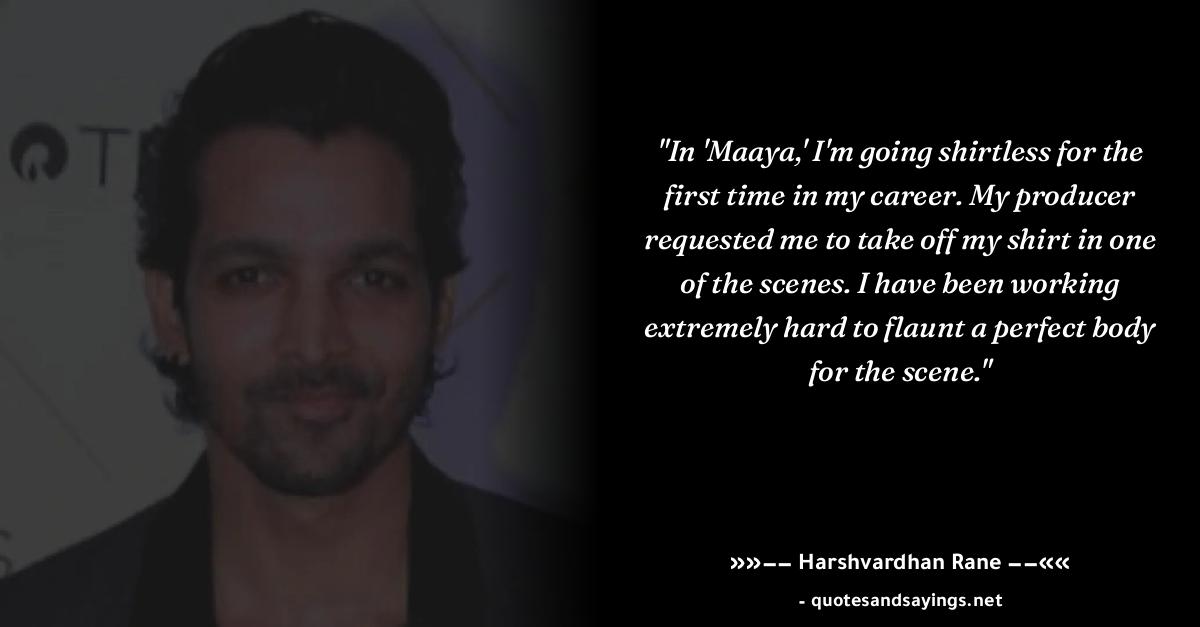 "In 'Maaya,' I'm going shirtless for the
first time in my career. My producer
requested me to take off my shirt in one
of the scenes. I have been working
extremely hard to flaunt a perfect body
for the scene."
»»−− Harshvardhan Rane −−««
- quotesandsayings.net